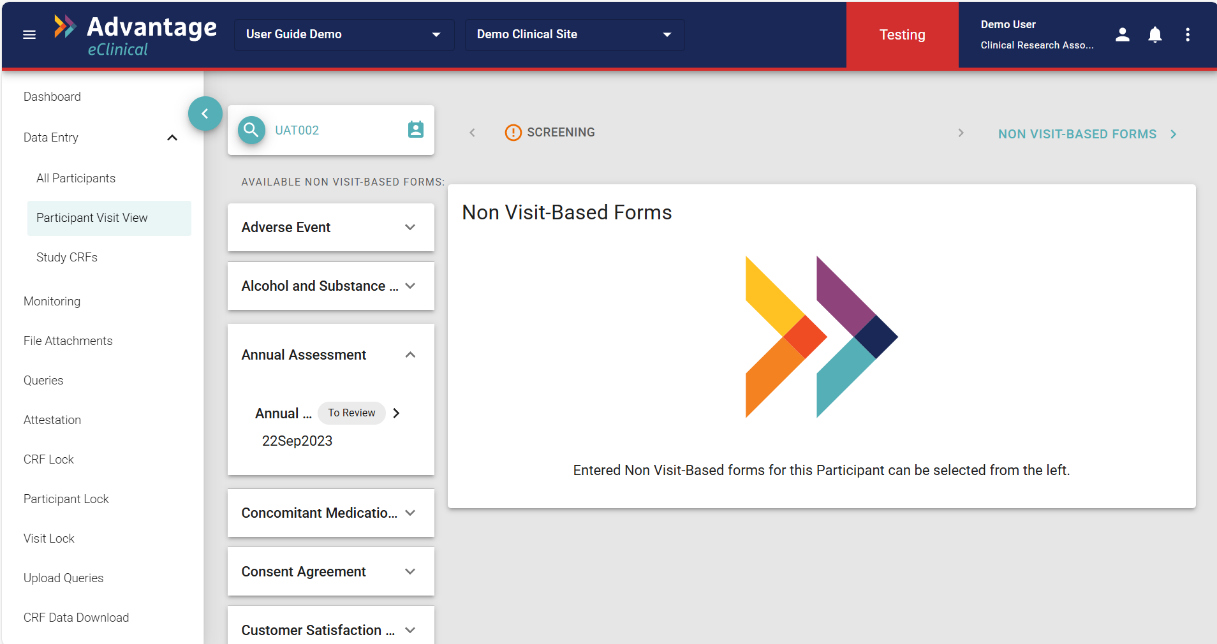 Advantage
eClinical
User Guide Demo
Demo Clinical Site
Testing
Demo User
Clinical Research Asso...
Dashboard
Data Entry
All Participants
Participant Visit View
Study CRFs
Monitoring
File Attachments
Queries
Attestation
CRF Lock
Participant Lock
Visit Lock
Upload Queries
CRF Data Download
UAT002
AVAILABLE NON VISIT-BASED FORMS:
Adverse Event
Alcohol and Substance ...
Annual Assessment
Annual ... To Review
22Sep2023
Concomitant Medicatio...
Consent Agreement
Customer Satisfaction ...
SCREENING
NON VISIT-BASED FORMS
Non Visit-Based Forms
Entered Non Visit-Based forms for this Participant can be selected from the left.